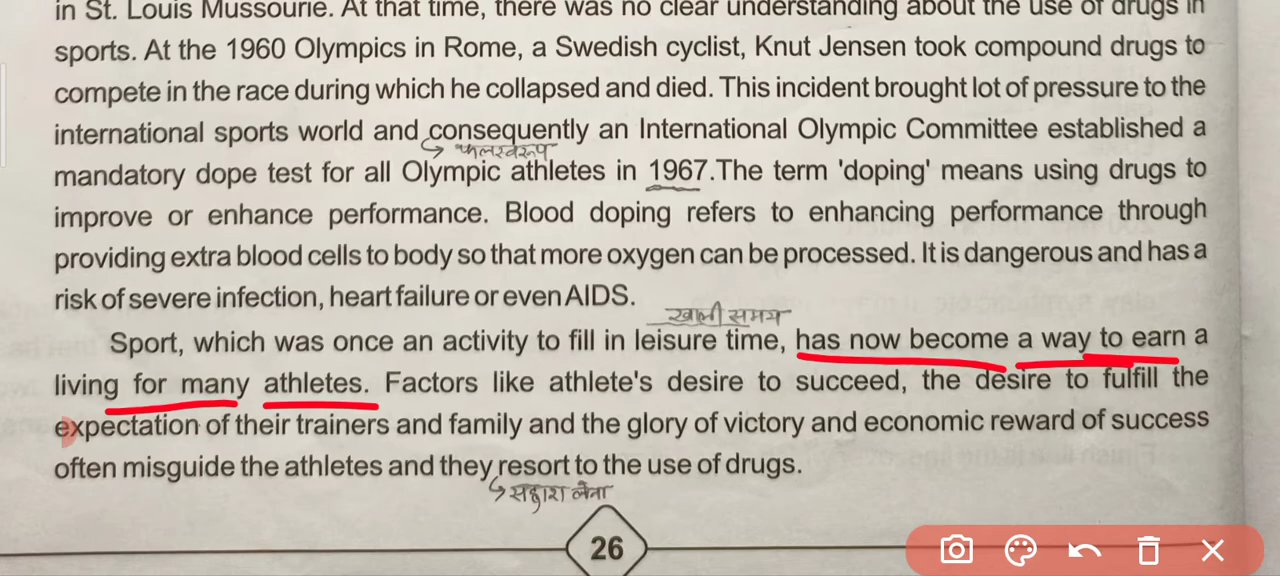 in St. Louis Mussourie. At that time, there was no clear understanding about the use of drugs in
sports. At the 1960 Olympics in Rome, a Swedish cyclist, Knut Jensen took compound drugs to
compete in the race during which he collapsed and died. This incident brought lot of pressure to the
international sports world and consequently an International Olympic Committee established a
फलस्वरूप
mandatory dope test for all Olympic athletes in 1967.The term 'doping' means using drugs to
improve or enhance performance. Blood doping refers to enhancing performance through
providing extra blood cells to body so that more oxygen can be processed. It is dangerous and has a
risk of severe infection, heart failure or even AIDS.
खाली समय
Sport, which was once an activity to fill in leisure time, has now become a way to earn a
living for many athletes. Factors like athlete's desire to succeed, the desire to fulfill the
expectation of their trainers and family and the glory of victory and economic reward of success
often misguide the athletes and they resort to the use of drugs.
सहारा लेना
26